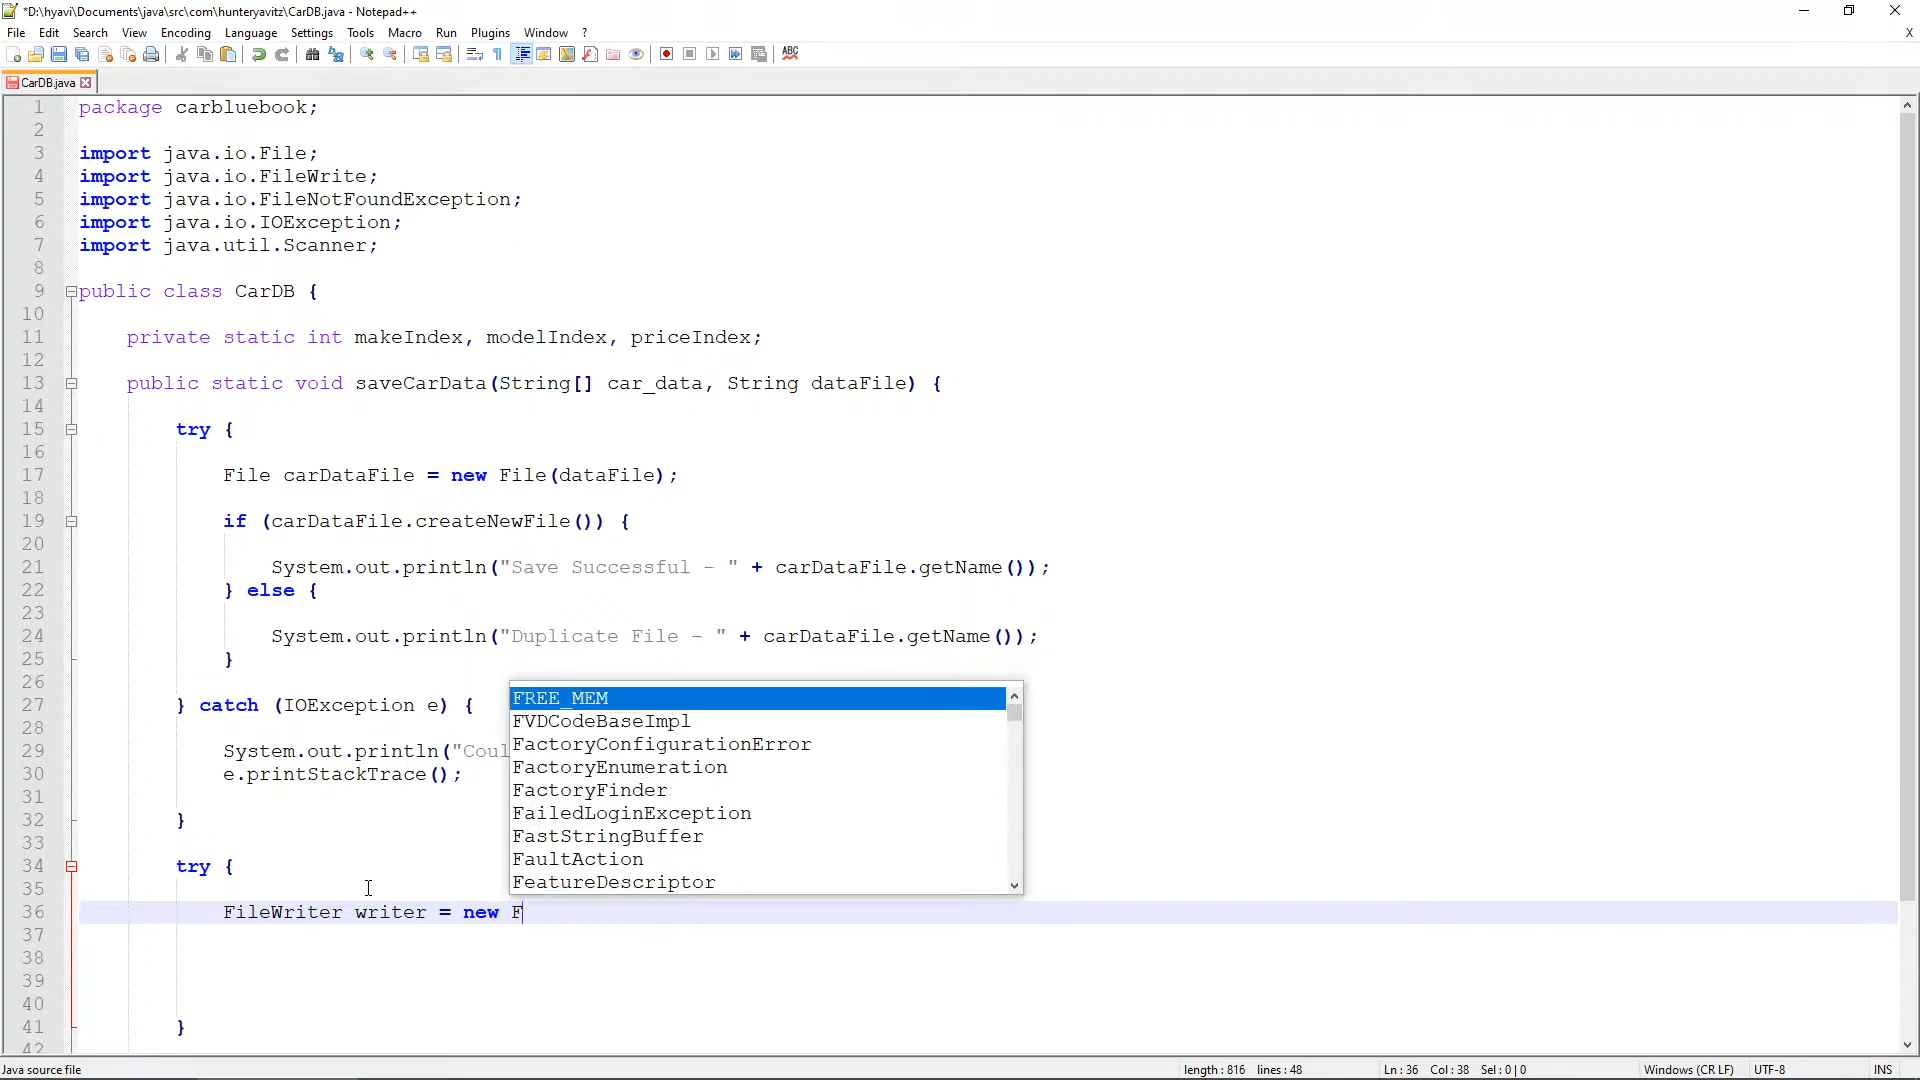 *D:\hyavi\Documents\java\src\com\hunteryavitz\CarDB.java - Notepad++
File Edit Search View Encoding Language Settings Tools Macro Run Plugins Window ? X
ABC
CarDB.java
1 package carbluebook;
2
3 import java.io.File;
4 import java.io.FileWrite;
5 import java.io.FileNotFoundException;
6 import java.io.IOException;
7 import java.util.Scanner;
8
9 public class CarDB {
10
11 private static int makeIndex, modelIndex, priceIndex;
12
13 public static void saveCarData(String[] car_data, String dataFile) {
14
15 try {
16
17 File carDataFile = new File(dataFile);
18
19 if (carDataFile.createNewFile()) {
20
21 System.out.println("Save Successful - " + carDataFile.getName());
22 } else {
23
24 System.out.println("Duplicate File - " + carDataFile.getName());
25 }
26
27 } catch (IOException e) {
28
29 System.out.println("Coul
30 e.printStackTrace();
31
32 }
33
34 try {
35
36 FileWriter writer = new F
37
38
39
40
41 }
42
FREE_MEM
FVDCodeBaseImpl
FactoryConfigurationError
FactoryEnumeration
FactoryFinder
FailedLoginException
FastStringBuffer
FaultAction
FeatureDescriptor
Java source file length : 816 lines : 48 Ln : 36 Col : 38 Sel : 0 | 0 Windows (CR LF) UTF-8 INS